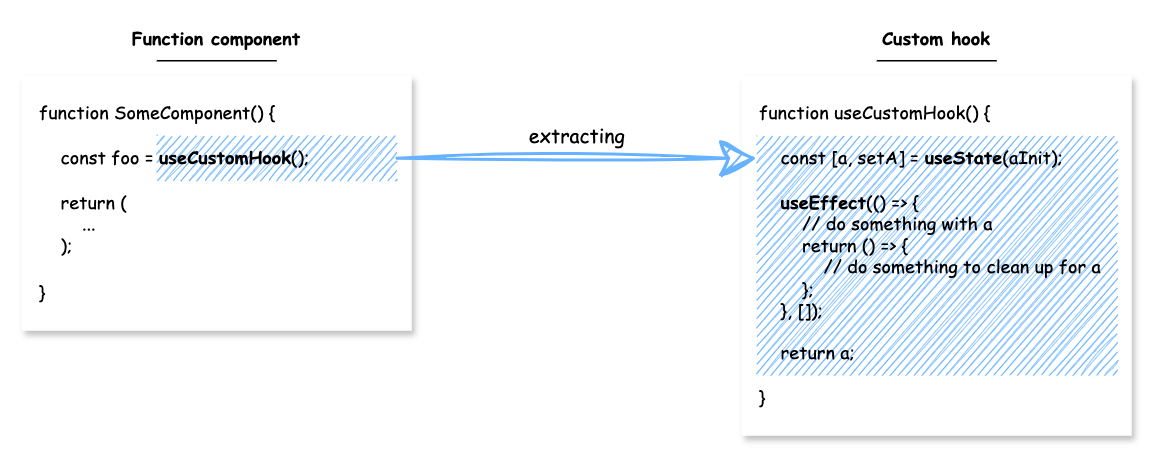 Function component
function SomeComponent() {
const foo = useCustomHook();
return (
...
);
}
extracting
Custom hook
function useCustomHook() {
const [a, setA] = useState(aInit);
useEffect(() => {
// do something with a
return () => {
// do something to clean up for a
};
}, []);
return a;
}